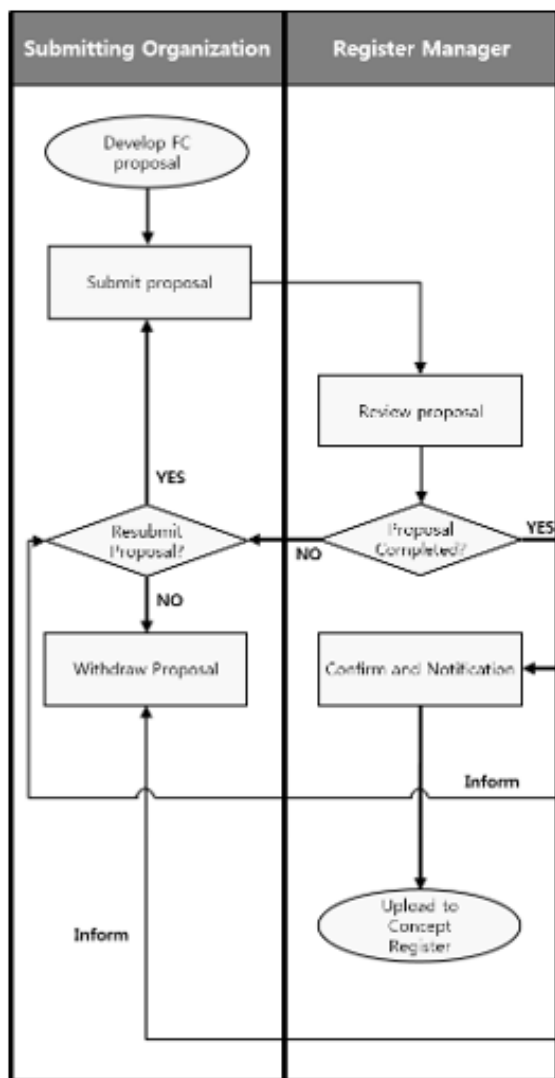 Submitting Organization
Register Manager
Develop FC
proposal
Submit proposal
Review proposal
YES
Resubmit
Proposal?
NO
Proposal
Completed?
YES
NO
Withdraw Proposal
Confirm and Notification
Inform
Upload to
Concept
Register
Inform